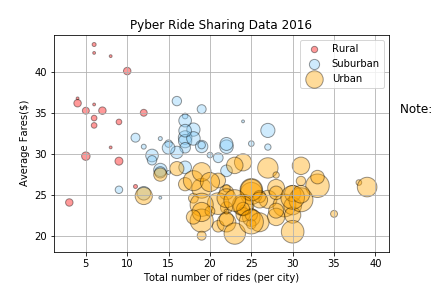 Pyber Ride Sharing Data 2016
Average Fares($)
40
35
30
25
20
5
10
15
20
25
30
35
40
Total number of rides (per city)
Rural
Suburban
Urban
Note: